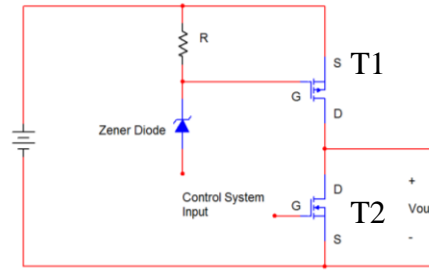 R
S
T1
G
D
Zener Diode
Control System
Input
D
G
T2
S
+
Vou
-